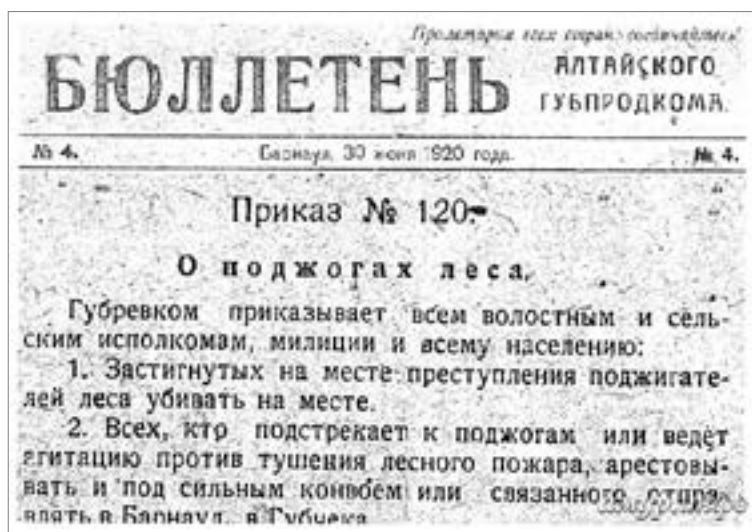 Пролетарии всех стран, соединяйтесь!
БЮЛЛЕТЕНЬ
АЛТАЙСКОГО
ГУБПРОДКОМА.
№ 4.
Барнаул, 30 июня 1920 года.
№ 4.
Приказ № 120.
О поджогах леса.
Губревком приказывает всем волостным и сель-
ским исполкомам, милиции и всему населению:
1. Застигнутых на месте преступления поджигате-
лей леса убивать на месте.
2. Всех, кто подстрекает к поджогам или ведет
агитацию против тушения лесного пожара, арестовы-
вать и под сильным конвоем или связанного отпра-
влять в Барнаул, в Губчека